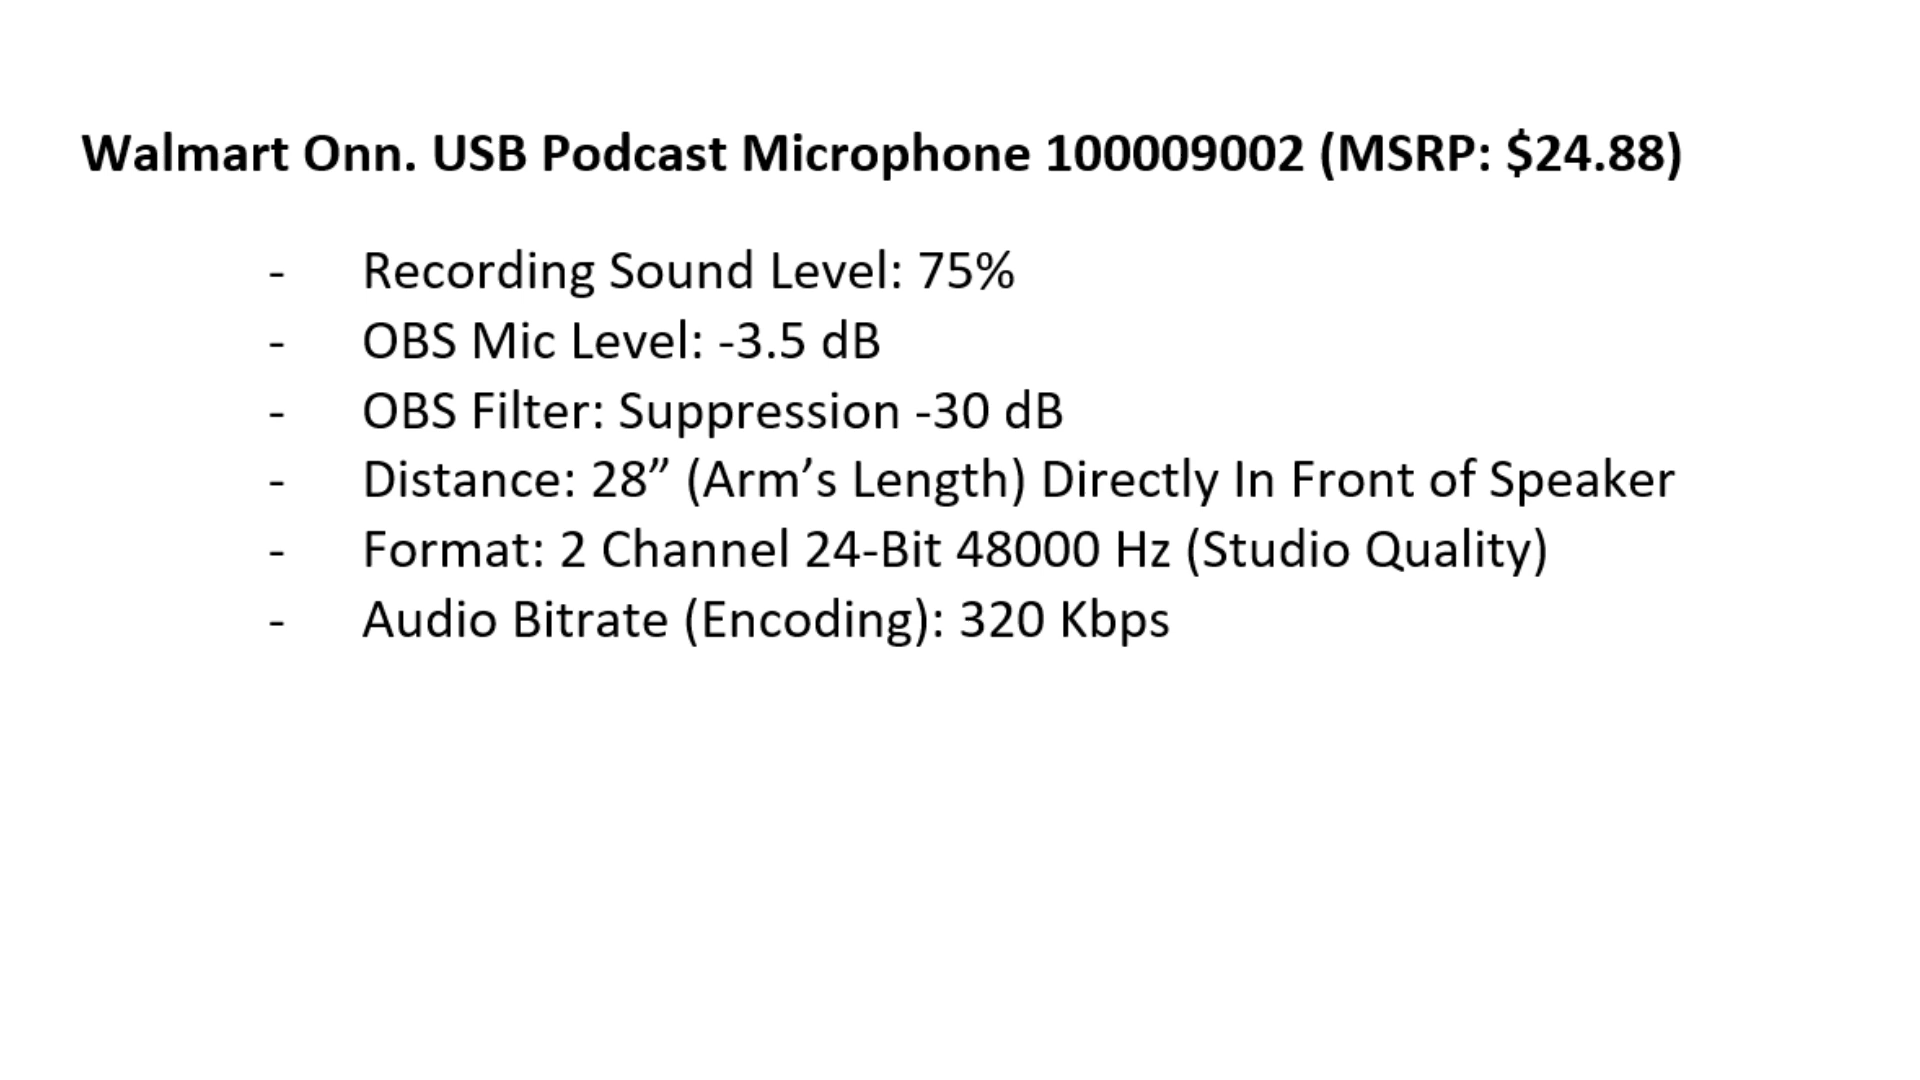 Walmart Onn. USB Podcast Microphone 100009002 (MSRP: $24.88)
- Recording Sound Level: 75%
- OBS Mic Level: -3.5 dB
- OBS Filter: Suppression -30 dB
- Distance: 28” (Arm’s Length) Directly In Front of Speaker
- Format: 2 Channel 24-Bit 48000 Hz (Studio Quality)
- Audio Bitrate (Encoding): 320 Kbps